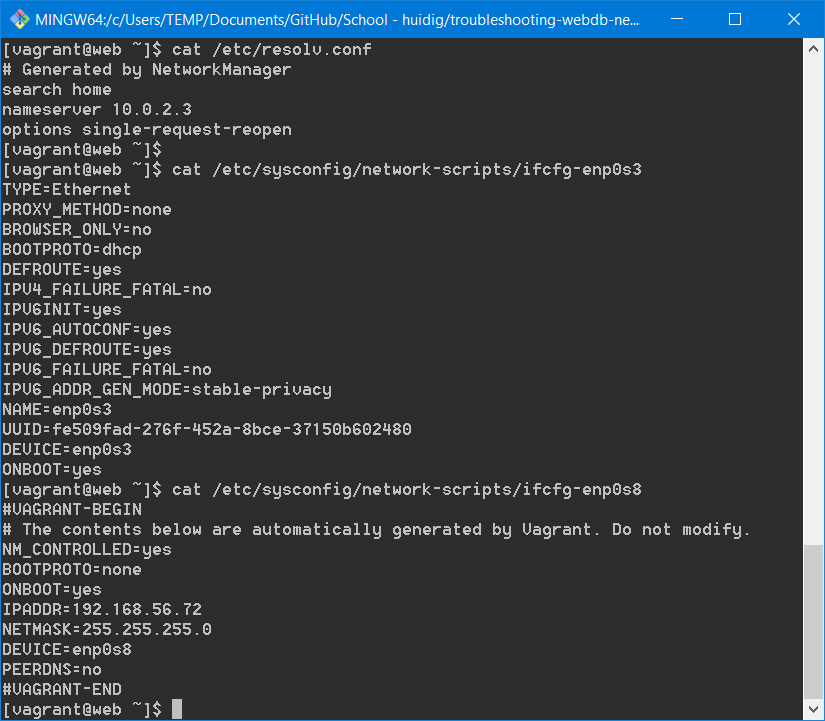 MINGW64:/c/Users/TEMP/Documents/GitHub/School - huidig/troubleshooting-webdb-ne...
[vagrant@web ~]$ cat /etc/resolv.conf
# Generated by NetworkManager
search home
nameserver 10.0.2.3
options single-request-reopen
[vagrant@web ~]$
[vagrant@web ~]$ cat /etc/sysconfig/network-scripts/ifcfg-enp0s3
TYPE=Ethernet
PROXY_METHOD=none
BROWSER_ONLY=no
BOOTPROTO=dhcp
DEFROUTE=yes
IPV4_FAILURE_FATAL=no
IPV6INIT=yes
IPV6_AUTOCONF=yes
IPV6_DEFROUTE=yes
IPV6_FAILURE_FATAL=no
IPV6_ADDR_GEN_MODE=stable-privacy
NAME=enp0s3
UUID=fe509fad-276f-452a-8bce-37150b602480
DEVICE=enp0s3
ONBOOT=yes
[vagrant@web ~]$ cat /etc/sysconfig/network-scripts/ifcfg-enp0s8
#VAGRANT-BEGIN
# The contents below are automatically generated by Vagrant. Do not modify.
NM_CONTROLLED=yes
BOOTPROTO=none
ONBOOT=yes
IPADDR=192.168.56.72
NETMASK=255.255.255.0
DEVICE=enp0s8
PEERDNS=no
#VAGRANT-END
[vagrant@web ~]$